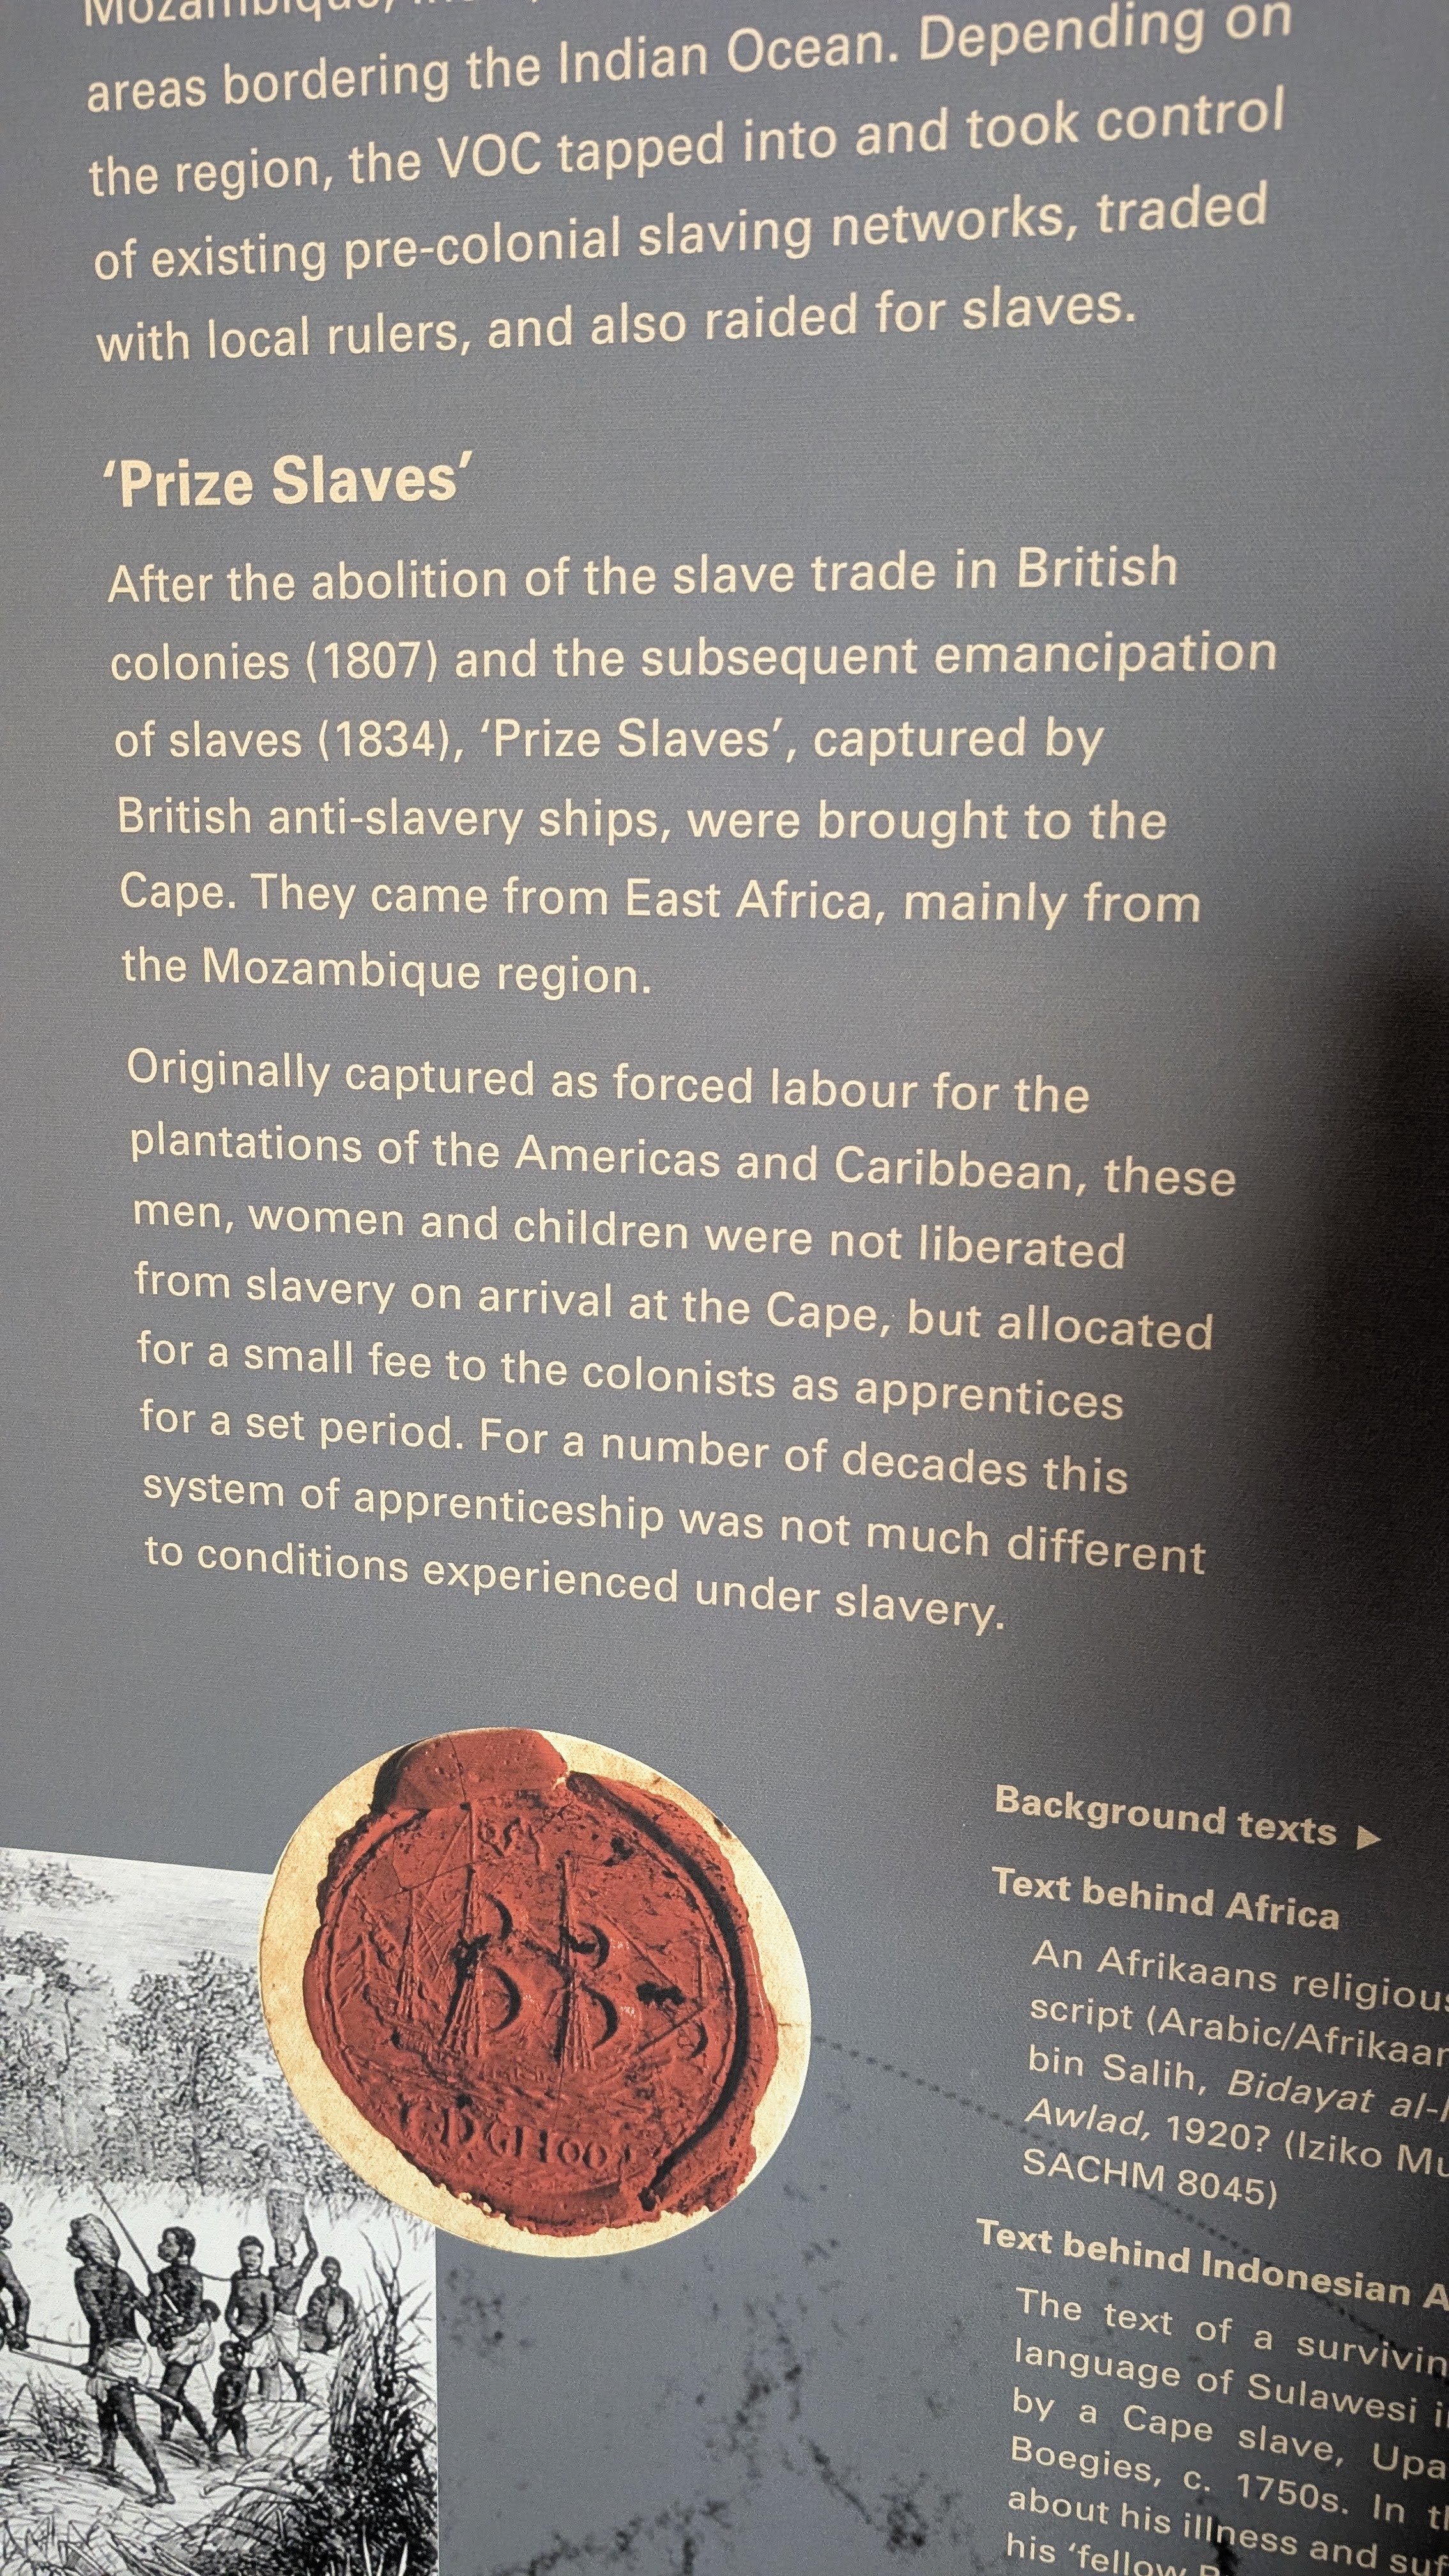 Mozambique,
areas bordering the Indian Ocean. Depending on
the region, the VOC tapped into and took control
of existing pre-colonial slaving networks, traded
with local rulers, and also raided for slaves.
‘Prize Slaves’
After the abolition of the slave trade in British
colonies (1807) and the subsequent emancipation
of slaves (1834), ‘Prize Slaves’, captured by
British anti-slavery ships, were brought to the
Cape. They came from East Africa, mainly from
the Mozambique region.
Originally captured as forced labour for the
plantations of the Americas and Caribbean, these
men, women and children were not liberated
from slavery on arrival at the Cape, but allocated
for a small fee to the colonists as apprentices
for a set period. For a number of decades this
system of apprenticeship was not much different
to conditions experienced under slavery.
Background texts ▶
Text behind Africa
An Afrikaans religious
script (Arabic/Afrikaan
bin Salih, Bidayat al-
Awlad, 1920? (Iziko Mu
SACHM 8045)
Text behind Indonesian A
The text of a survivin
language of Sulawesi i
by a Cape slave, Upa
Boegies, c. 1750s. In th
about his illness and suf
his ‘fellow